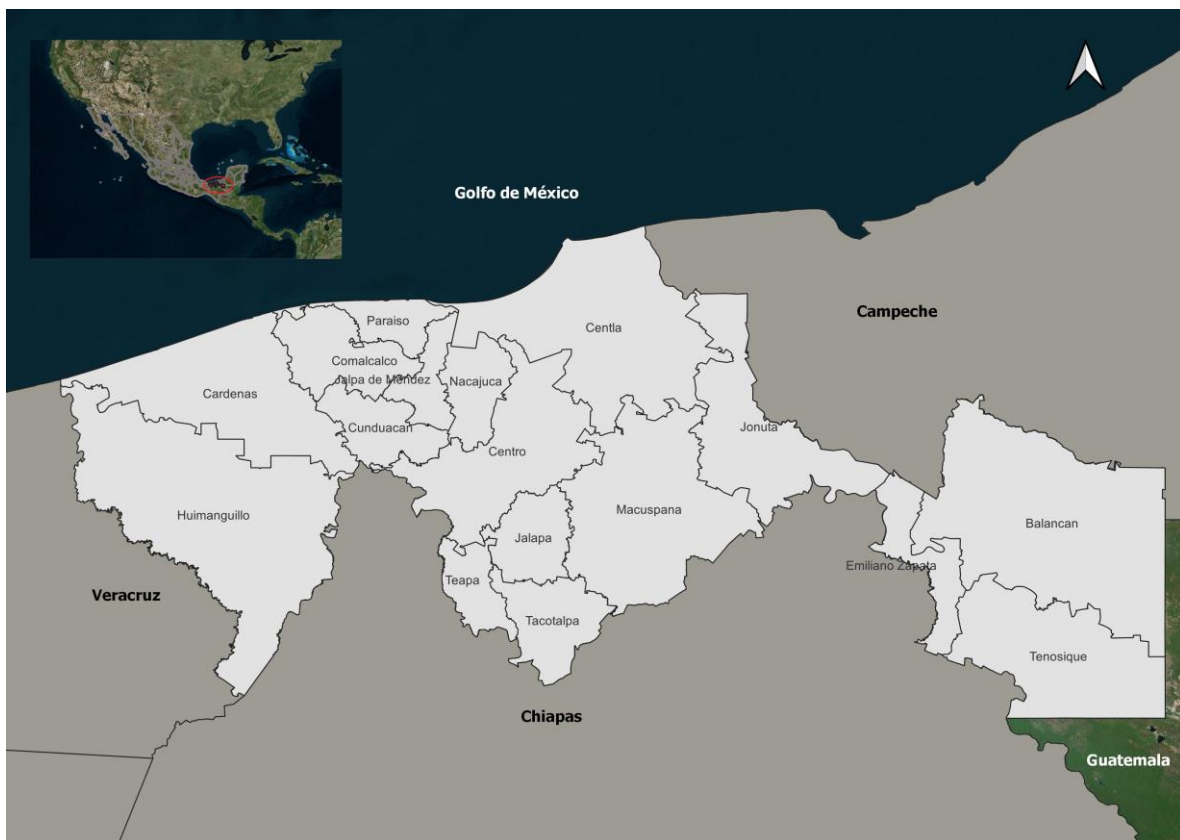 Golfo de México
Campeche
Centla
Paraiso
Comalcalco
Jalpa de Méndez
Nacajuca
Cardenas
Cunduacan
Centro
Jonuta
Huimanguillo
Macuspana
Balancan
Jalapa
Emiliano Zapata
Teapa
Veracruz
Tacotalpa
Tenosique
Chiapas
Guatemala